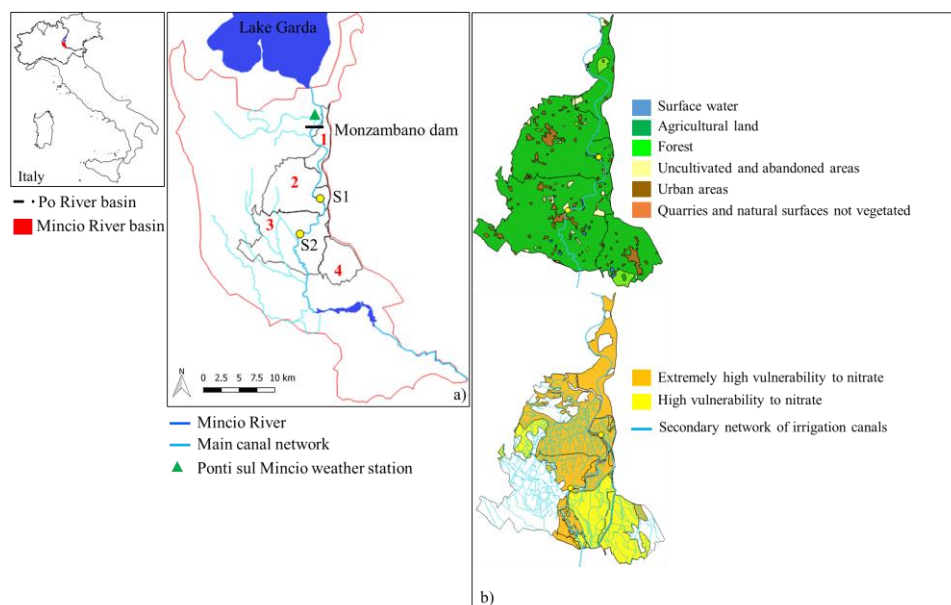 Italy
Po River basin
Mincio River basin
Lake Garda
Monzambano dam
1
2
S1
3
S2
4
N
0 2.5 5 7.5 10 km
a)
Mincio River
Main canal network
Ponti sul Mincio weather station
Surface water
Agricultural land
Forest
Uncultivated and abandoned areas
Urban areas
Quarries and natural surfaces not vegetated
Extremely high vulnerability to nitrate
High vulnerability to nitrate
Secondary network of irrigation canals
b)